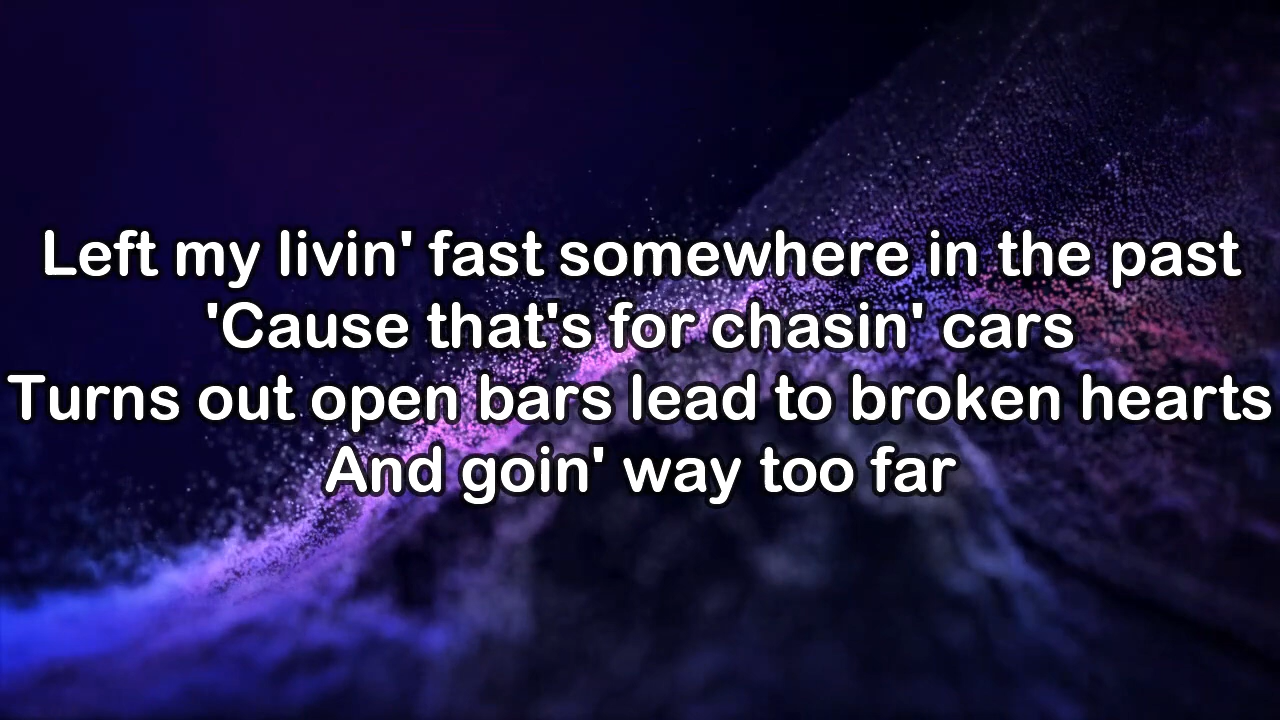 Left my livin' fast somewhere in the past
'Cause that's for chasin' cars
Turns out open bars lead to broken hearts
And goin' way too far